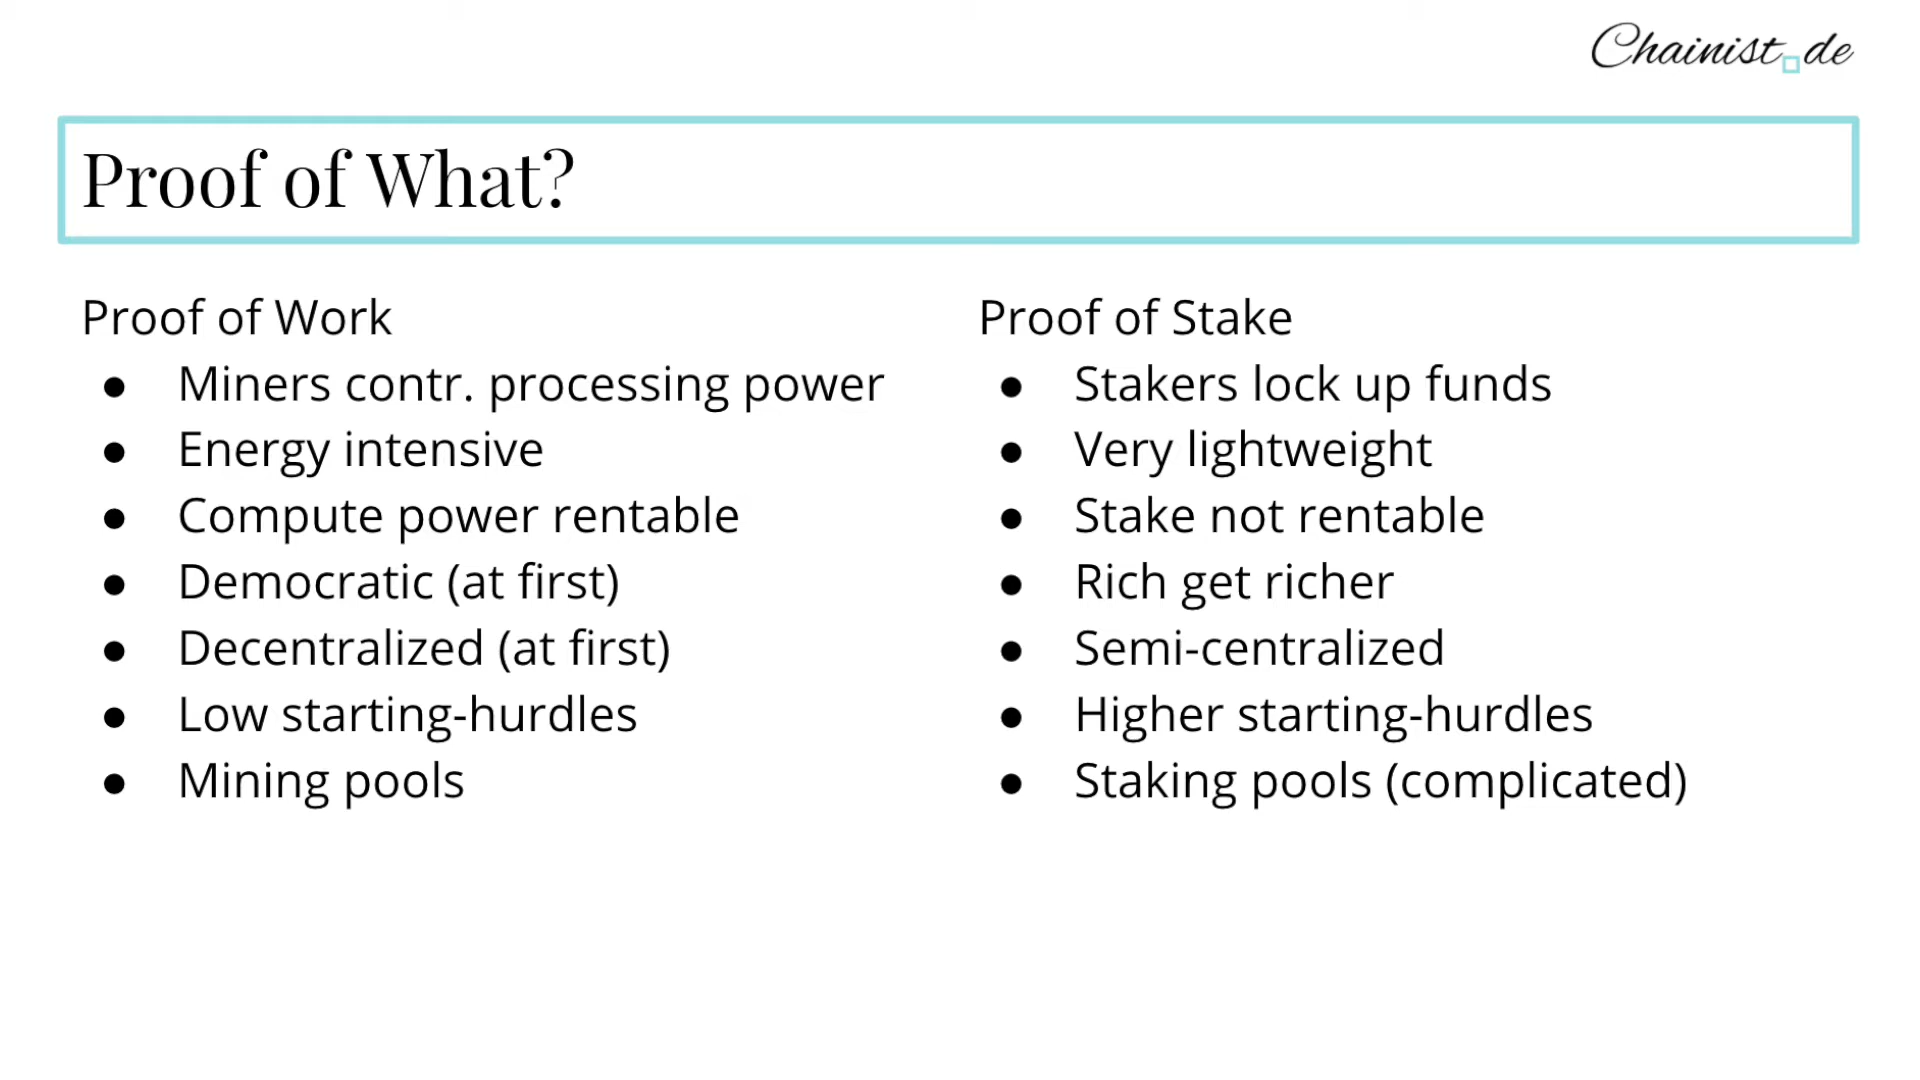 Chainist.de
Proof of What?
Proof of Work
● Miners contr. processing power
● Energy intensive
● Compute power rentable
● Democratic (at first)
● Decentralized (at first)
● Low starting-hurdles
● Mining pools
Proof of Stake
● Stakers lock up funds
● Very lightweight
● Stake not rentable
● Rich get richer
● Semi-centralized
● Higher starting-hurdles
● Staking pools (complicated)